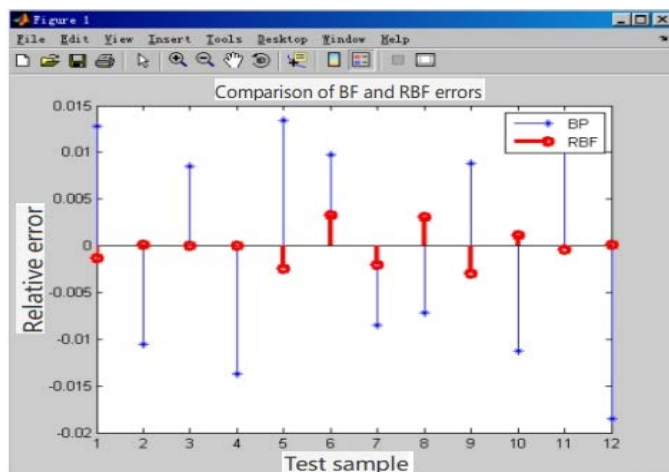 Figure 1
File Edit View Insert Tools Desktop Window Help
Comparison of BF and RBF errors
BP
RBF
0.015
0.01
0.005
0
-0.005
-0.01
-0.015
-0.02
Relative error
1 2 3 4 5 6 7 8 9 10 11 12
Test sample